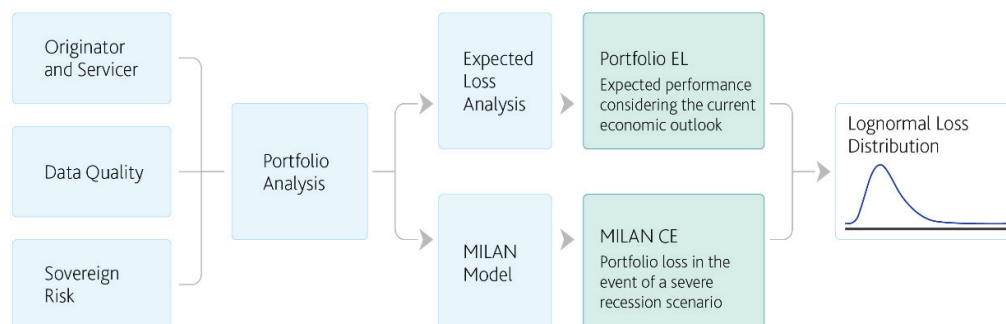 Originator
and Servicer
Data Quality
Sovereign
Risk
Portfolio
Analysis
Expected
Loss
Analysis
MILAN
Model
Portfolio EL
Expected performance
considering the current
economic outlook
MILAN CE
Portfolio loss in the
event of a severe
recession scenario
Lognormal Loss
Distribution